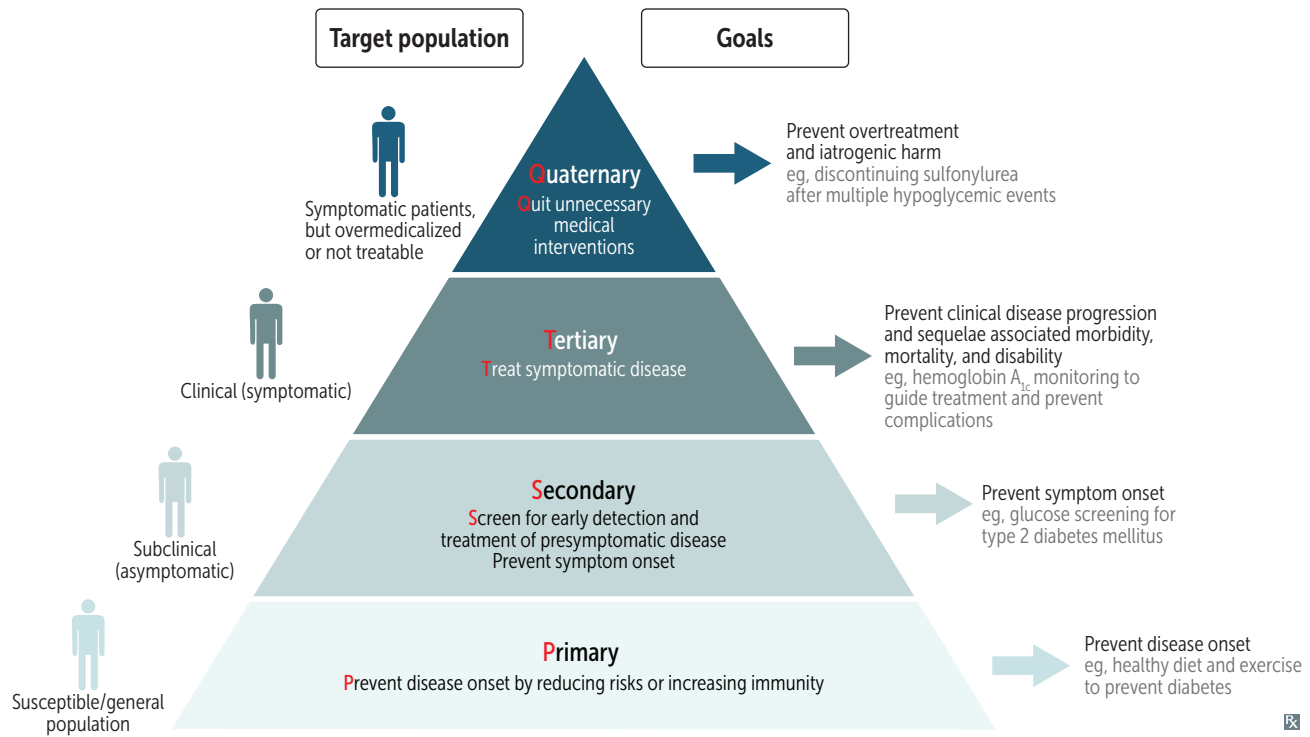 Target population
Goals
Symptomatic patients,
but overmedicalized
or not treatable
Quaternary
Quit unnecessary
medical
interventions
Prevent overtreatment
and iatrogenic harm
eg, discontinuing sulfonylurea
after multiple hypoglycemic events
Clinical (symptomatic)
Tertiary
Treat symptomatic disease
Prevent clinical disease progression
and sequelae associated morbidity,
mortality, and disability
eg, hemoglobin A1c monitoring to
guide treatment and prevent
complications
Subclinical
(asymptomatic)
Secondary
Screen for early detection and
treatment of presymptomatic disease
Prevent symptom onset
Prevent symptom onset
eg, glucose screening for
type 2 diabetes mellitus
Susceptible/general
population
Primary
Prevent disease onset by reducing risks or increasing immunity
Prevent disease onset
eg, healthy diet and exercise
to prevent diabetes
Rx